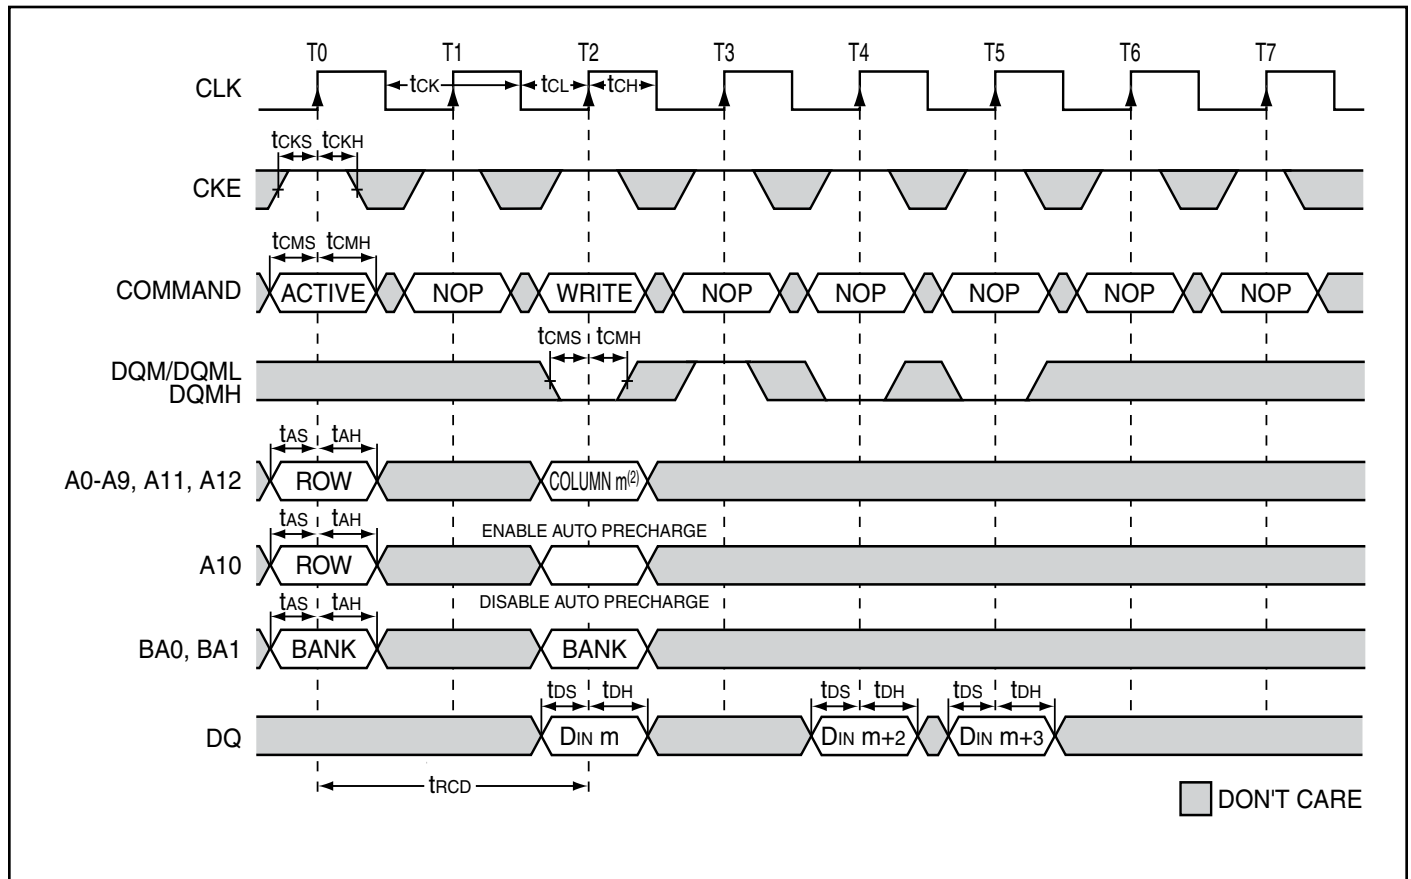 T0 T1 T2 T3 T4 T5 T6 T7
CLK tCK tCL tCH
tCKS tCKH
CKE
tCMS tCMH
COMMAND ACTIVE NOP WRITE NOP NOP NOP NOP NOP
tCMS tCMH
DQM/DQML
DQMH
tAS tAH
A0-A9, A11, A12 ROW COLUMN m(2)
tAS tAH ENABLE AUTO PRECHARGE
A10 ROW
tAS tAH DISABLE AUTO PRECHARGE
BA0, BA1 BANK BANK
tDS tDH tDS tDH tDS tDH
DQ DIN m DIN m+2 DIN m+3
tRCD
DON'T CARE